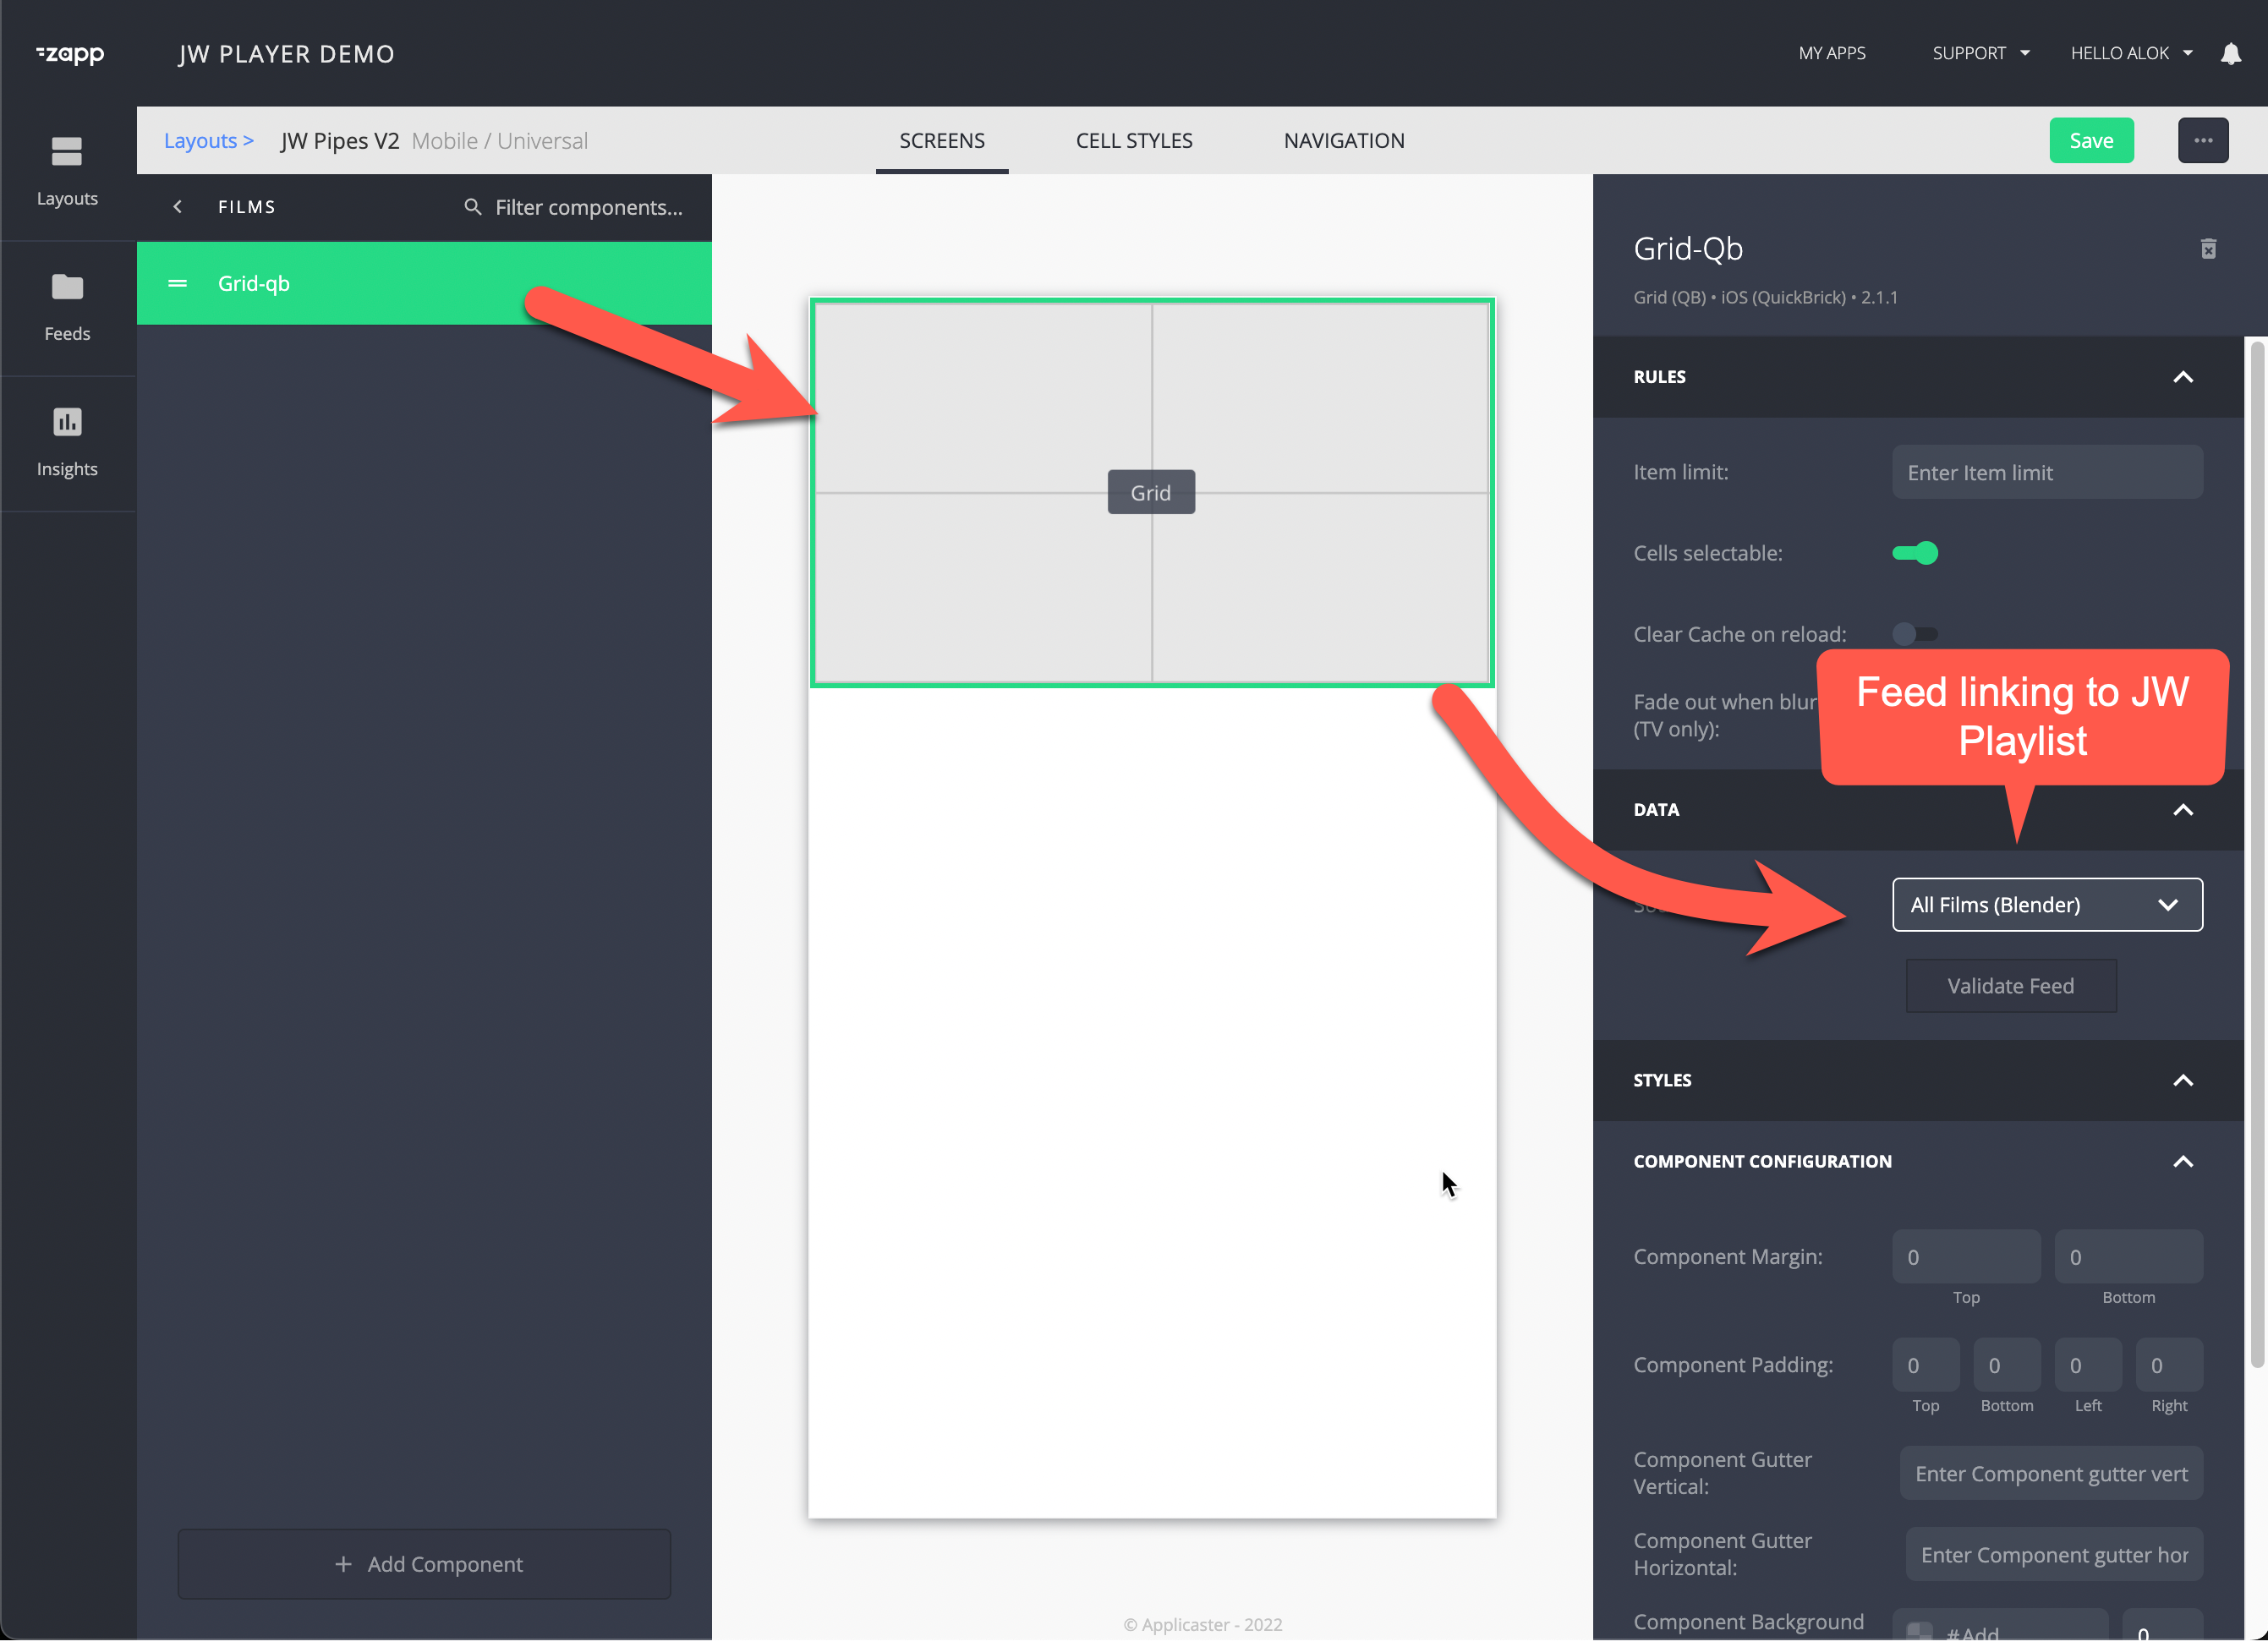 zapp
JW PLAYER DEMO
MY APPS
SUPPORT
HELLO ALOK
Layouts >
JW Pipes V2 Mobile / Universal
SCREENS
CELL STYLES
NAVIGATION
Save
Layouts
Feeds
Insights
FILMS
Filter components...
Grid-qb
Add Component
Grid
© Applicaster - 2022
Grid-Qb
Grid (QB) • iOS (QuickBrick) • 2.1.1
RULES
Item limit:
Enter Item limit
Cells selectable:
Clear Cache on reload:
Fade out when blur
(TV only):
Feed linking to JW
Playlist
DATA
All Films (Blender)
Validate Feed
STYLES
COMPONENT CONFIGURATION
Component Margin:
0
0
Top
Bottom
Component Padding:
0
0
0
0
Top
Bottom
Left
Right
Component Gutter
Vertical:
Enter Component gutter vert
Component Gutter
Horizontal:
Enter Component gutter hor
Component Background
#Add
0